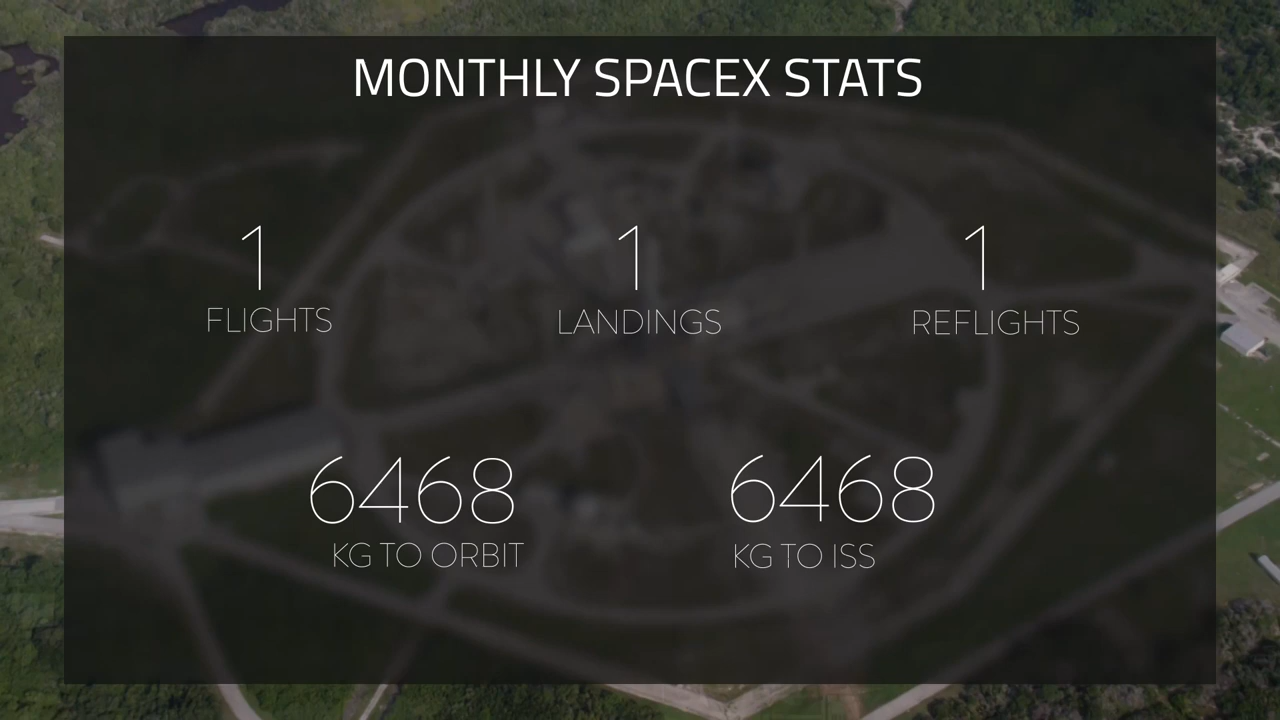 MONTHLY SPACEX STATS
1 1 1
FLIGHTS LANDINGS REFLIGHTS
6468 6468
KG TO ORBIT KG TO ISS